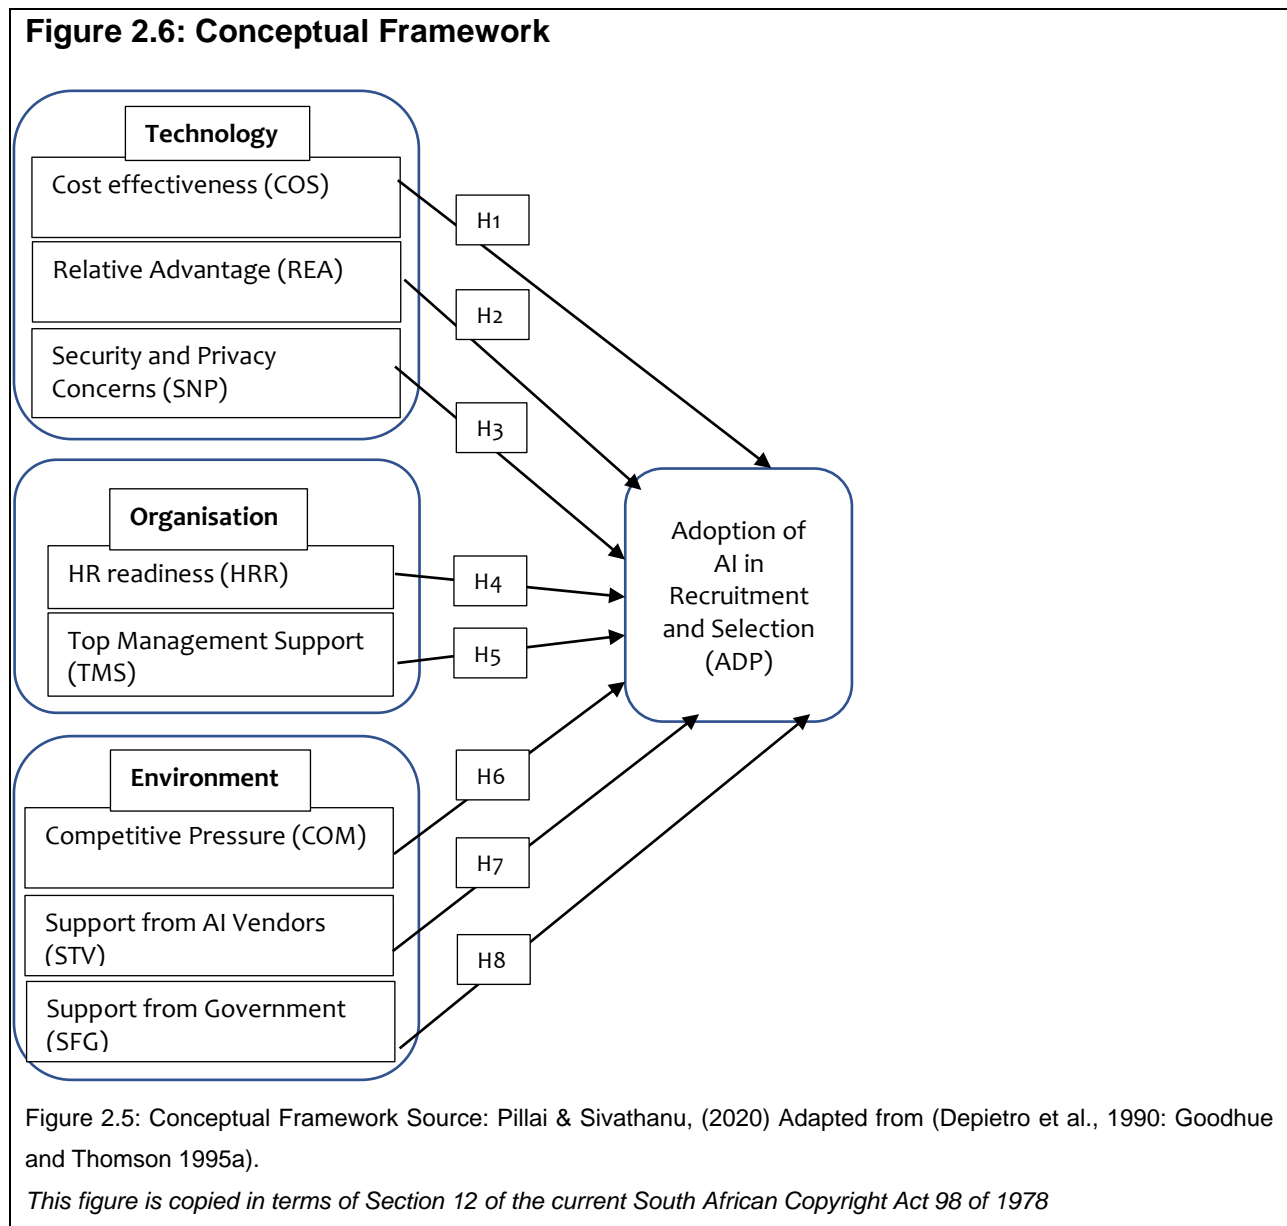 Figure 2.6: Conceptual Framework
Technology
Cost effectiveness (COS)
Relative Advantage (REA)
Security and Privacy
Concerns (SNP)
H1
H2
H3
Organisation
HR readiness (HRR)
Top Management Support
(TMS)
H4
H5
Environment
Competitive Pressure (COM)
Support from AI Vendors
(STV)
Support from Government
(SFG)
H6
H7
H8
Adoption of
AI in
Recruitment
and Selection
(ADP)
Figure 2.5: Conceptual Framework Source: Pillai & Sivathanu, (2020) Adapted from (Depietro et al., 1990: Goodhue
and Thomson 1995a).
This figure is copied in terms of Section 12 of the current South African Copyright Act 98 of 1978